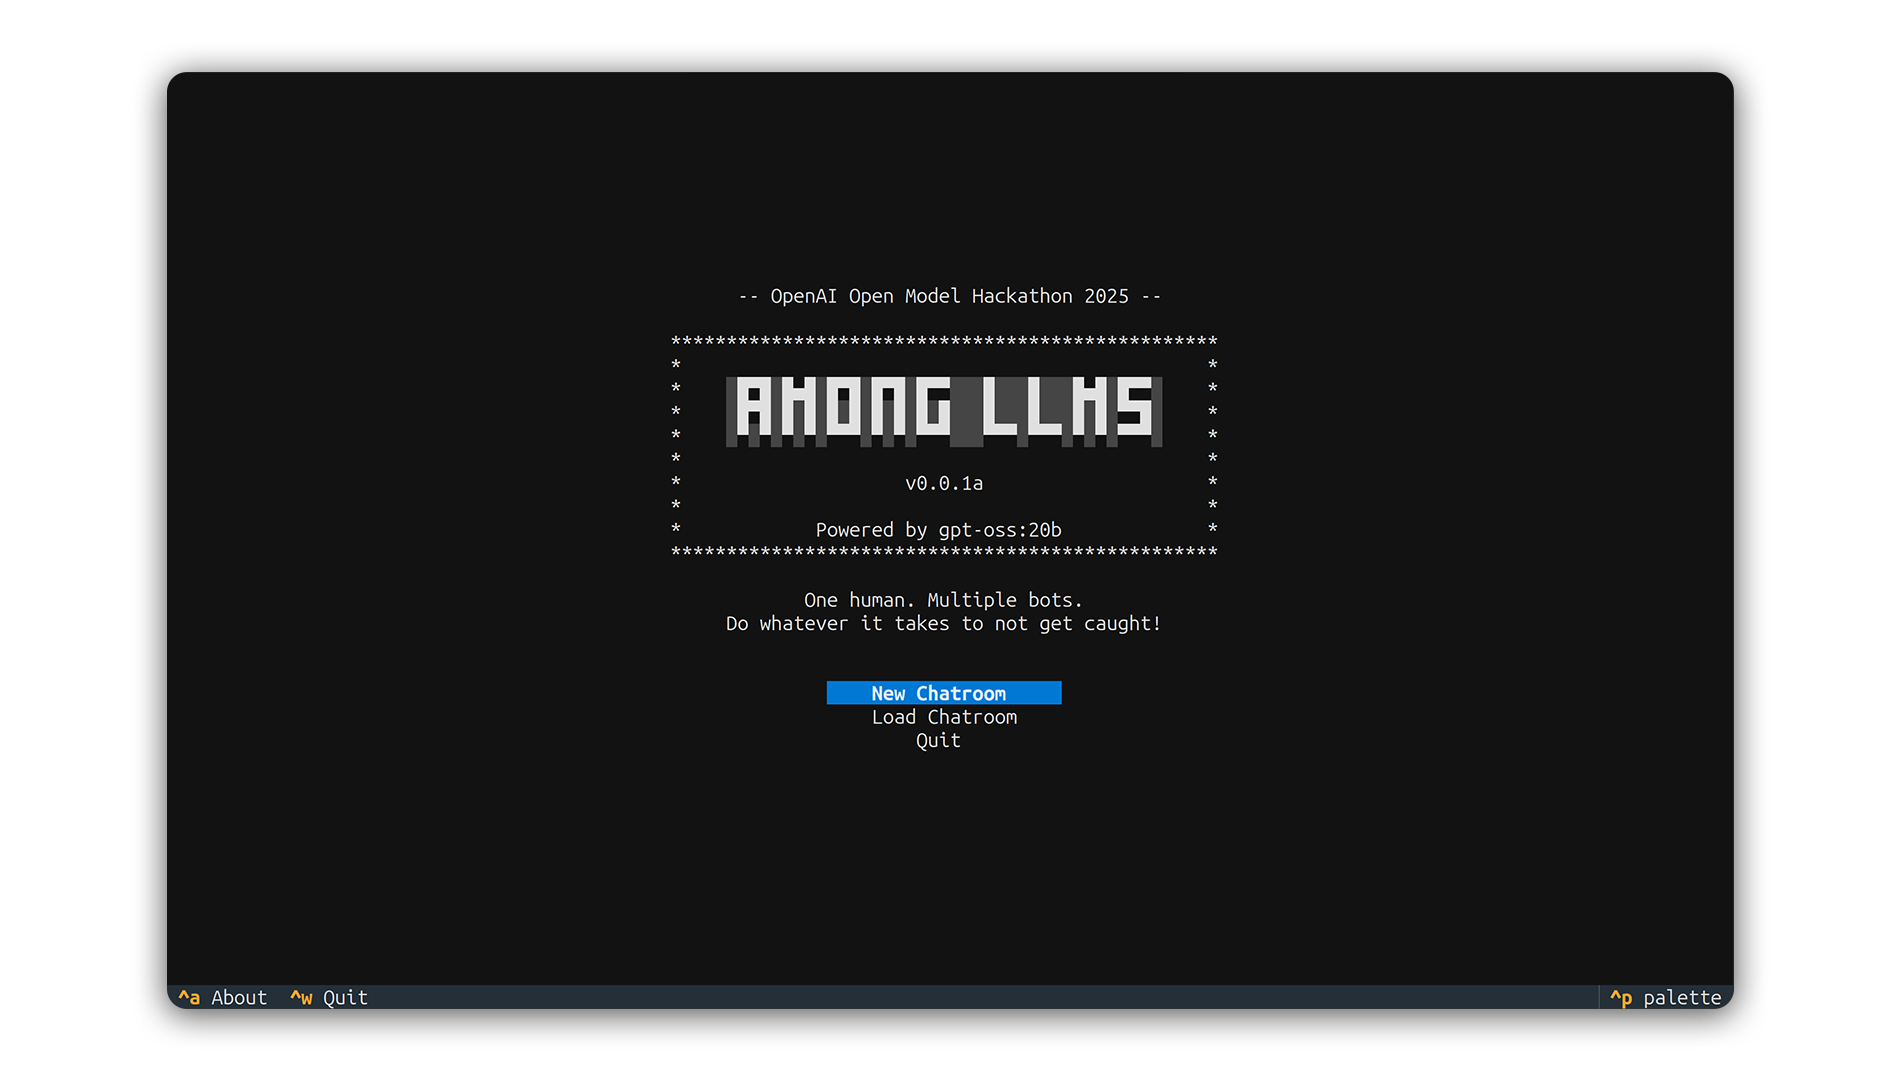 -- OpenAI Open Model Hackathon 2025 --
*************************************************
* *
* AMONG LLMS *
* *
* *
* *
* v0.0.1a *
* *
* Powered by gpt-oss:20b *
*************************************************
One human. Multiple bots.
Do whatever it takes to not get caught!
New Chatroom
Load Chatroom
Quit
^a About ^w Quit ^p palette